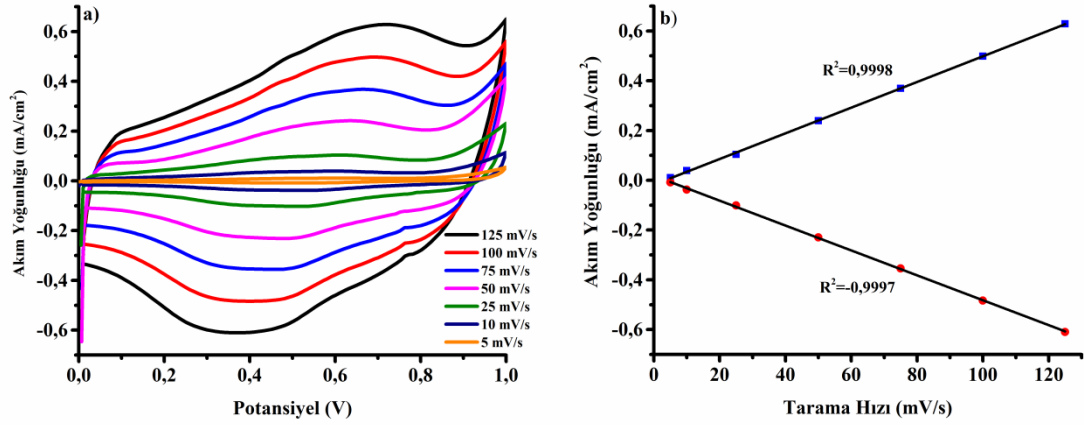 a)
Akım Yoğunluğu (mA/cm²)
0,6
0,4
0,2
0,0
-0,2
-0,4
-0,6
0,0 0,2 0,4 0,6 0,8 1,0
Potansiyel (V)
125 mV/s
100 mV/s
75 mV/s
50 mV/s
25 mV/s
10 mV/s
5 mV/s
b)
Akım Yoğunluğu (mA/cm²)
0,6
0,4
0,2
0,0
-0,2
-0,4
-0,6
0 20 40 60 80 100 120
Tarama Hızı (mV/s)
R²=0,9998
R²=-0,9997